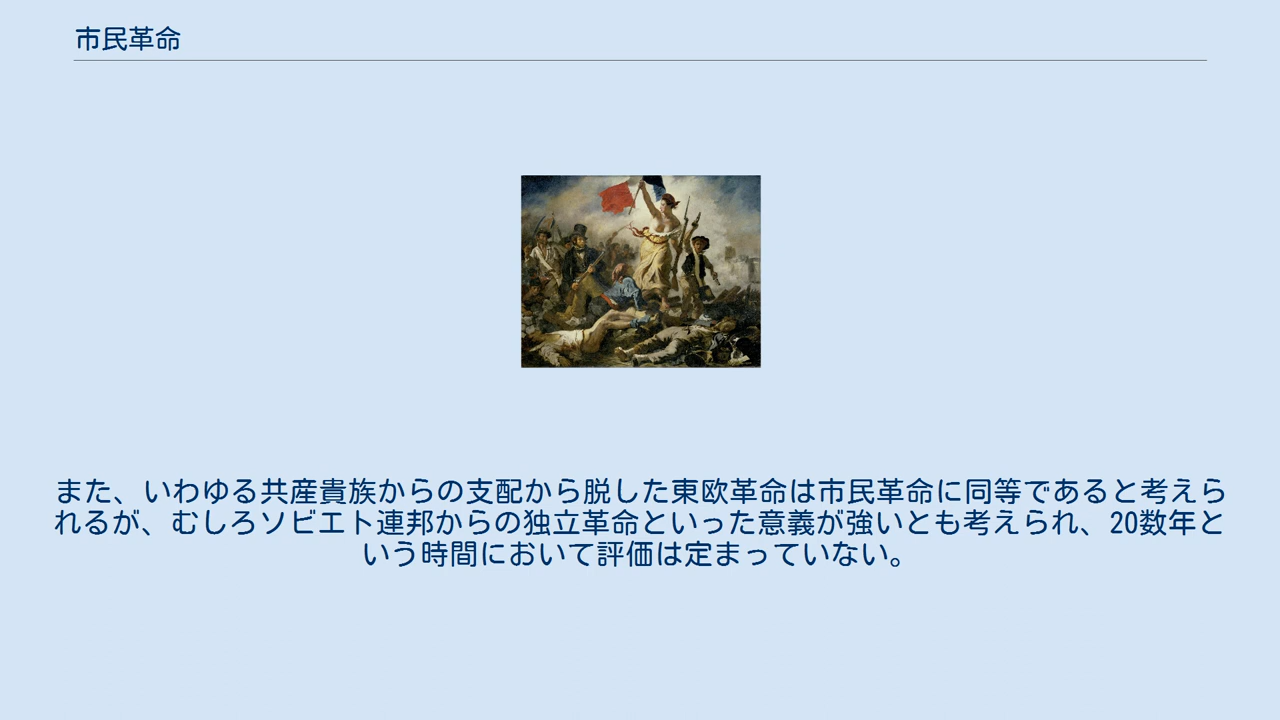 市民革命
また、いわゆる共産貴族からの支配から脱した東欧革命は市民革命に同等であると考えら
れるが、むしろソビエト連邦からの独立革命といった意義が強いとも考えられ、20数年と
いう時間において評価は定まっていない。